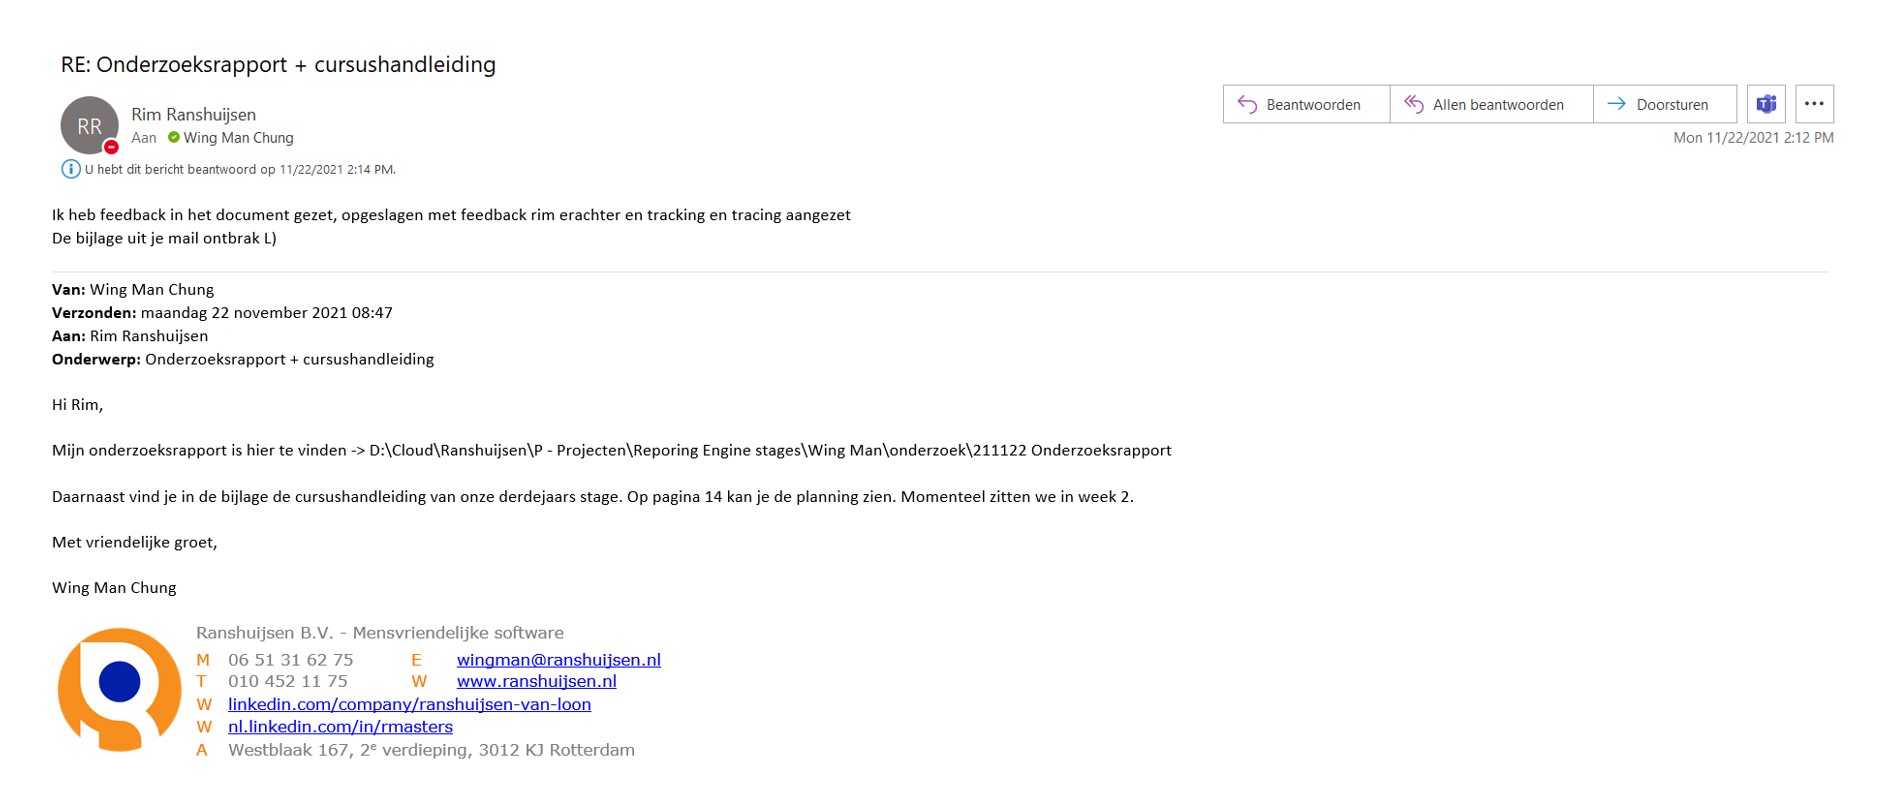 RE: Onderzoeksrapport + cursushandleiding
RR
Rim Ranshuijsen
Aan Wing Man Chung
Beantwoorden
Allen beantwoorden
Doorsturen
Mon 11/22/2021 2:12 PM
U hebt dit bericht beantwoord op 11/22/2021 2:14 PM.
Ik heb feedback in het document gezet, opgeslagen met feedback rim erachter en tracking en tracing aangezet
De bijlage uit je mail ontbrak L)
Van: Wing Man Chung
Verzonden: maandag 22 november 2021 08:47
Aan: Rim Ranshuijsen
Onderwerp: Onderzoeksrapport + cursushandleiding
Hi Rim,
Mijn onderzoeksrapport is hier te vinden -> D:\Cloud\Ranshuijsen\P - Projecten\Reporing Engine stages\Wing Man\onderzoek\211122 Onderzoeksrapport
Daarnaast vind je in de bijlage de cursushandleiding van onze derdejaars stage. Op pagina 14 kan je de planning zien. Momenteel zitten we in week 2.
Met vriendelijke groet,
Wing Man Chung
Ranshuijsen B.V. - Mensvriendelijke software
M 06 51 31 62 75 E wingman@ranshuijsen.nl
T 010 452 11 75 W www.ranshuijsen.nl
W linkedin.com/company/ranshuijsen-van-loon
W nl.linkedin.com/in/rmasters
A Westblaak 167, 2e verdieping, 3012 KJ Rotterdam